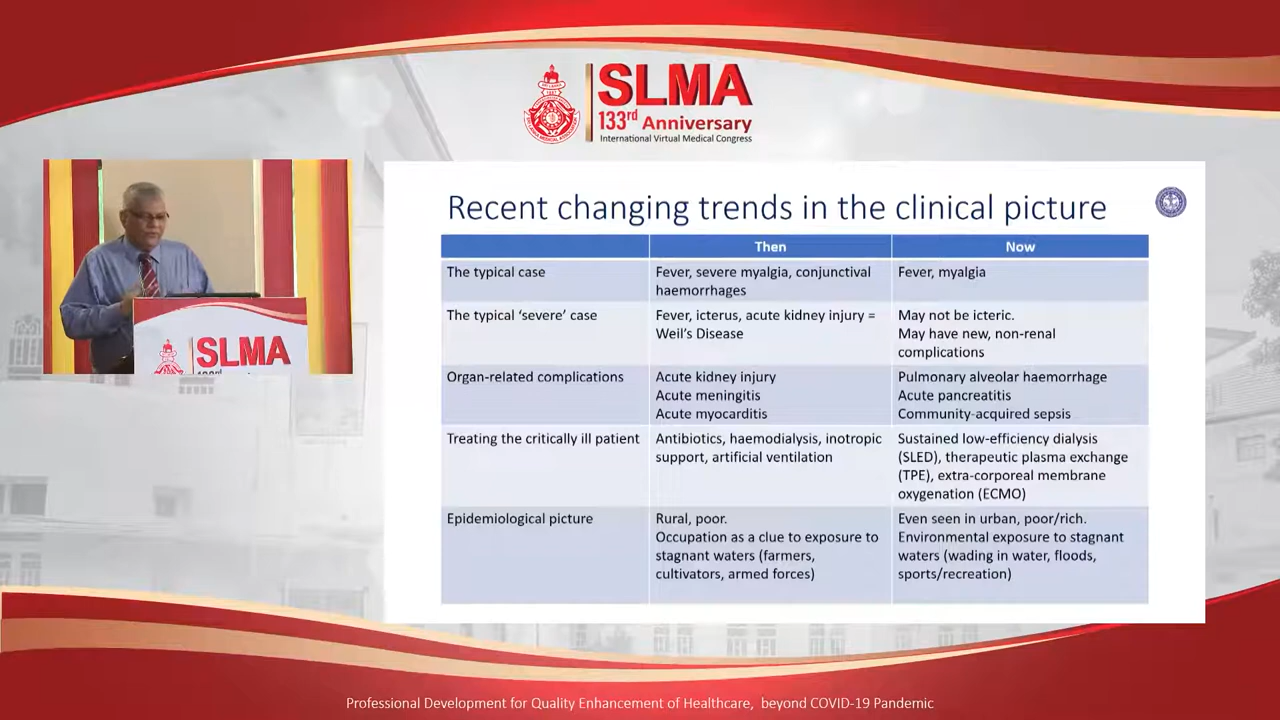 SLMA
133rd Anniversary
International Virtual Medical Congress
SLMA
Recent changing trends in the clinical picture
Then
Now
The typical case
Fever, severe myalgia, conjunctival
haemorrhages
Fever, myalgia
The typical ‘severe’ case
Fever, icterus, acute kidney injury =
Weil’s Disease
May not be icteric.
May have new, non-renal
complications
Organ-related complications
Acute kidney injury
Acute meningitis
Acute myocarditis
Pulmonary alveolar haemorrhage
Acute pancreatitis
Community-acquired sepsis
Treating the critically ill patient
Antibiotics, haemodialysis, inotropic
support, artificial ventilation
Sustained low-efficiency dialysis
(SLED), therapeutic plasma exchange
(TPE), extra-corporeal membrane
oxygenation (ECMO)
Epidemiological picture
Rural, poor.
Occupation as a clue to exposure to
stagnant waters (farmers,
cultivators, armed forces)
Even seen in urban, poor/rich.
Environmental exposure to stagnant
waters (wading in water, floods,
sports/recreation)
Professional Development for Quality Enhancement of Healthcare, beyond COVID-19 Pandemic